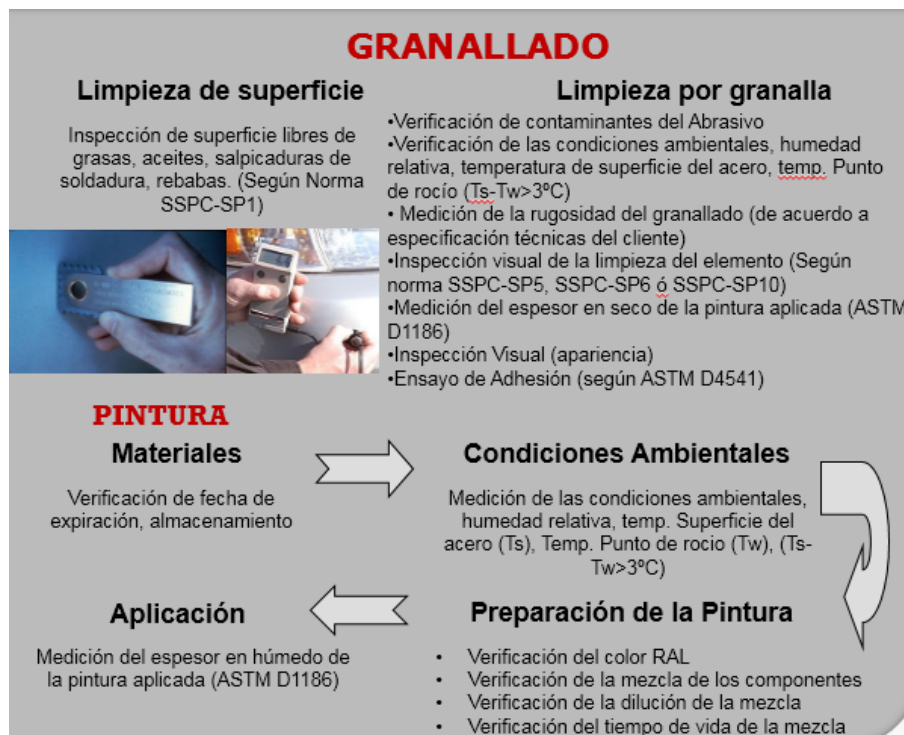 GRANALLADO
Limpieza de superficie
Inspección de superficie libres de
grasas, aceites, salpicaduras de
soldadura, rebabas. (Según Norma
SSPC-SP1)
Limpieza por granalla
•Verificación de contaminantes del Abrasivo
•Verificación de las condiciones ambientales, humedad
relativa, temperatura de superficie del acero, temp. Punto
de rocío (Ts-Tw>3ºC)
• Medición de la rugosidad del granallado (de acuerdo a
especificación técnicas del cliente)
•Inspección visual de la limpieza del elemento (Según
norma SSPC-SP5, SSPC-SP6 ó SSPC-SP10)
•Medición del espesor en seco de la pintura aplicada (ASTM
D1186)
•Inspección Visual (apariencia)
•Ensayo de Adhesión (según ASTM D4541)
PINTURA
Materiales
Verificación de fecha de
expiración, almacenamiento
Condiciones Ambientales
Medición de las condiciones ambientales,
humedad relativa, temp. Superficie del
acero (Ts), Temp. Punto de rocio (Tw), (Ts-
Tw>3ºC)
Preparación de la Pintura
• Verificación del color RAL
• Verificación de la mezcla de los componentes
• Verificación de la dilución de la mezcla
• Verificación del tiempo de vida de la mezcla
Aplicación
Medición del espesor en húmedo de
la pintura aplicada (ASTM D1186)